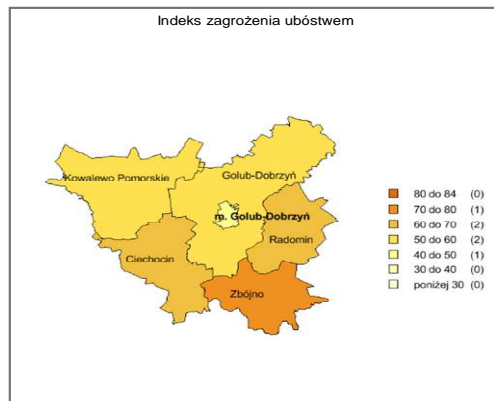 Indeks zagrożenia ubóstwem
Kowalewo Pomorskie
Golub-Dobrzyń
m. Golub-Dobrzyń
Radomin
Ciechocin
Zbójno
80 do 84 (0)
70 do 80 (1)
60 do 70 (2)
50 do 60 (2)
40 do 50 (1)
30 do 40 (0)
poniżej 30 (0)